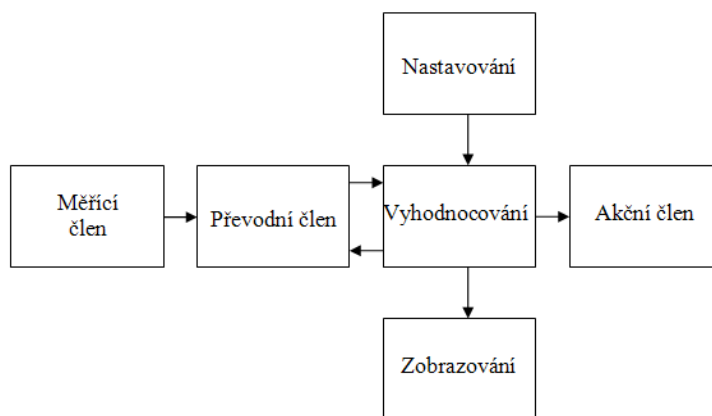 Nastavování
Měřící
člen
Převodní člen
Vyhodnocování
Akční člen
Zobrazování